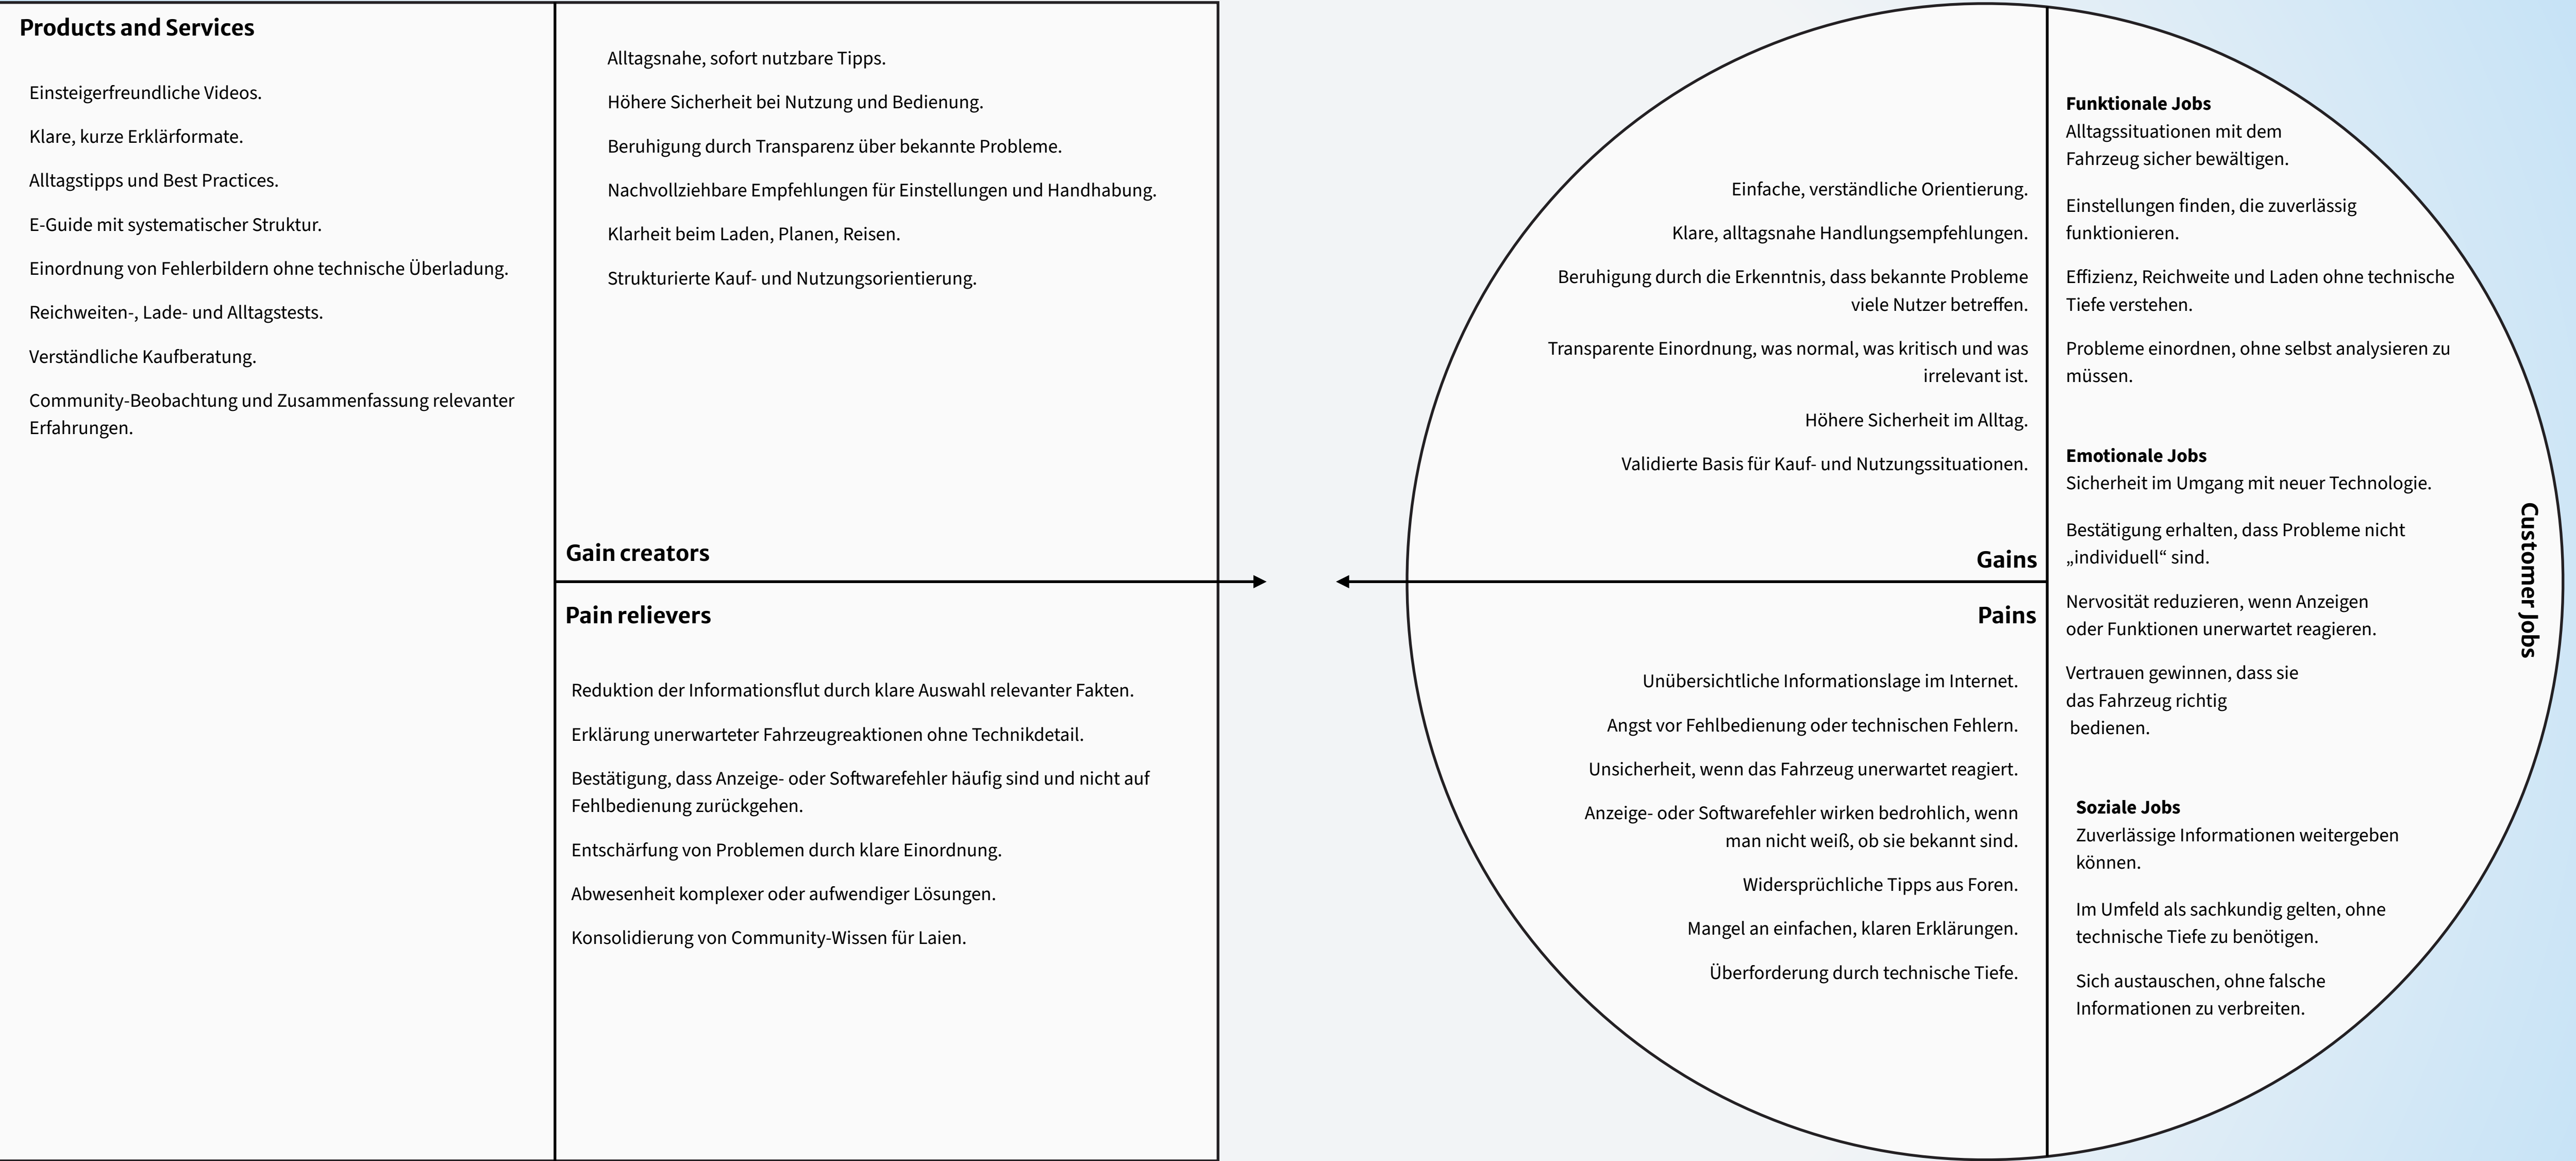 Products and Services
Einsteigerfreundliche Videos.
Klare, kurze Erklärformate.
Alltagstipps und Best Practices.
E-Guide mit systematischer Struktur.
Einordnung von Fehlerbildern ohne technische Überladung.
Reichweiten-, Lade- und Alltagstests.
Verständliche Kaufberatung.
Community-Beobachtung und Zusammenfassung relevanter
Erfahrungen.
Alltagsnahe, sofort nutzbare Tipps.
Höhere Sicherheit bei Nutzung und Bedienung.
Beruhigung durch Transparenz über bekannte Probleme.
Nachvollziehbare Empfehlungen für Einstellungen und Handhabung.
Klarheit beim Laden, Planen, Reisen.
Strukturierte Kauf- und Nutzungsorientierung.
Gain creators
Pain relievers
Reduktion der Informationsflut durch klare Auswahl relevanter Fakten.
Erklärung unerwarteter Fahrzeugreaktionen ohne Technikdetail.
Bestätigung, dass Anzeige- oder Softwarefehler häufig sind und nicht auf
Fehlbedienung zurückgehen.
Entschärfung von Problemen durch klare Einordnung.
Abwesenheit komplexer oder aufwendiger Lösungen.
Konsolidierung von Community-Wissen für Laien.
Einfache, verständliche Orientierung.
Klare, alltagsnahe Handlungsempfehlungen.
Beruhigung durch die Erkenntnis, dass bekannte Probleme
viele Nutzer betreffen.
Transparente Einordnung, was normal, was kritisch und was
irrelevant ist.
Höhere Sicherheit im Alltag.
Validierte Basis für Kauf- und Nutzungssituationen.
Gains
Pains
Unübersichtliche Informationslage im Internet.
Angst vor Fehlbedienung oder technischen Fehlern.
Unsicherheit, wenn das Fahrzeug unerwartet reagiert.
Anzeige- oder Softwarefehler wirken bedrohlich, wenn
man nicht weiß, ob sie bekannt sind.
Widersprüchliche Tipps aus Foren.
Mangel an einfachen, klaren Erklärungen.
Überforderung durch technische Tiefe.
Funktionale Jobs
Alltagssituationen mit dem
Fahrzeug sicher bewältigen.
Einstellungen finden, die zuverlässig
funktionieren.
Effizienz, Reichweite und Laden ohne technische
Tiefe verstehen.
Probleme einordnen, ohne selbst analysieren zu
müssen.
Emotionale Jobs
Sicherheit im Umgang mit neuer Technologie.
Bestätigung erhalten, dass Probleme nicht
„individuell“ sind.
Nervosität reduzieren, wenn Anzeigen
oder Funktionen unerwartet reagieren.
Vertrauen gewinnen, dass sie
das Fahrzeug richtig
bedienen.
Soziale Jobs
Zuverlässige Informationen weitergeben
können.
Im Umfeld als sachkundig gelten, ohne
technische Tiefe zu benötigen.
Sich austauschen, ohne falsche
Informationen zu verbreiten.
Customer Jobs